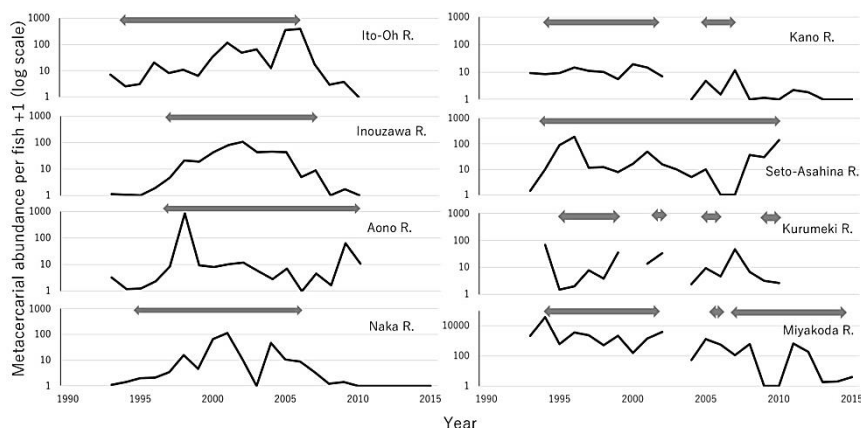 Metacercarial abundance per fish +1 (log scale)
1000
100
10
1
Ito-Oh R.
1000
100
10
1
Inouzawa R.
1000
100
10
1
Aono R.
1000
100
10
1
Naka R.
1990 1995 2000 2005 2010 2015
1000
100
10
1
Kano R.
1000
100
10
1
Seto-Asahina R.
1000
100
10
1
Kurumeki R.
10000
100
1
Miyakoda R.
1990 1995 2000 2005 2010 2015
Year